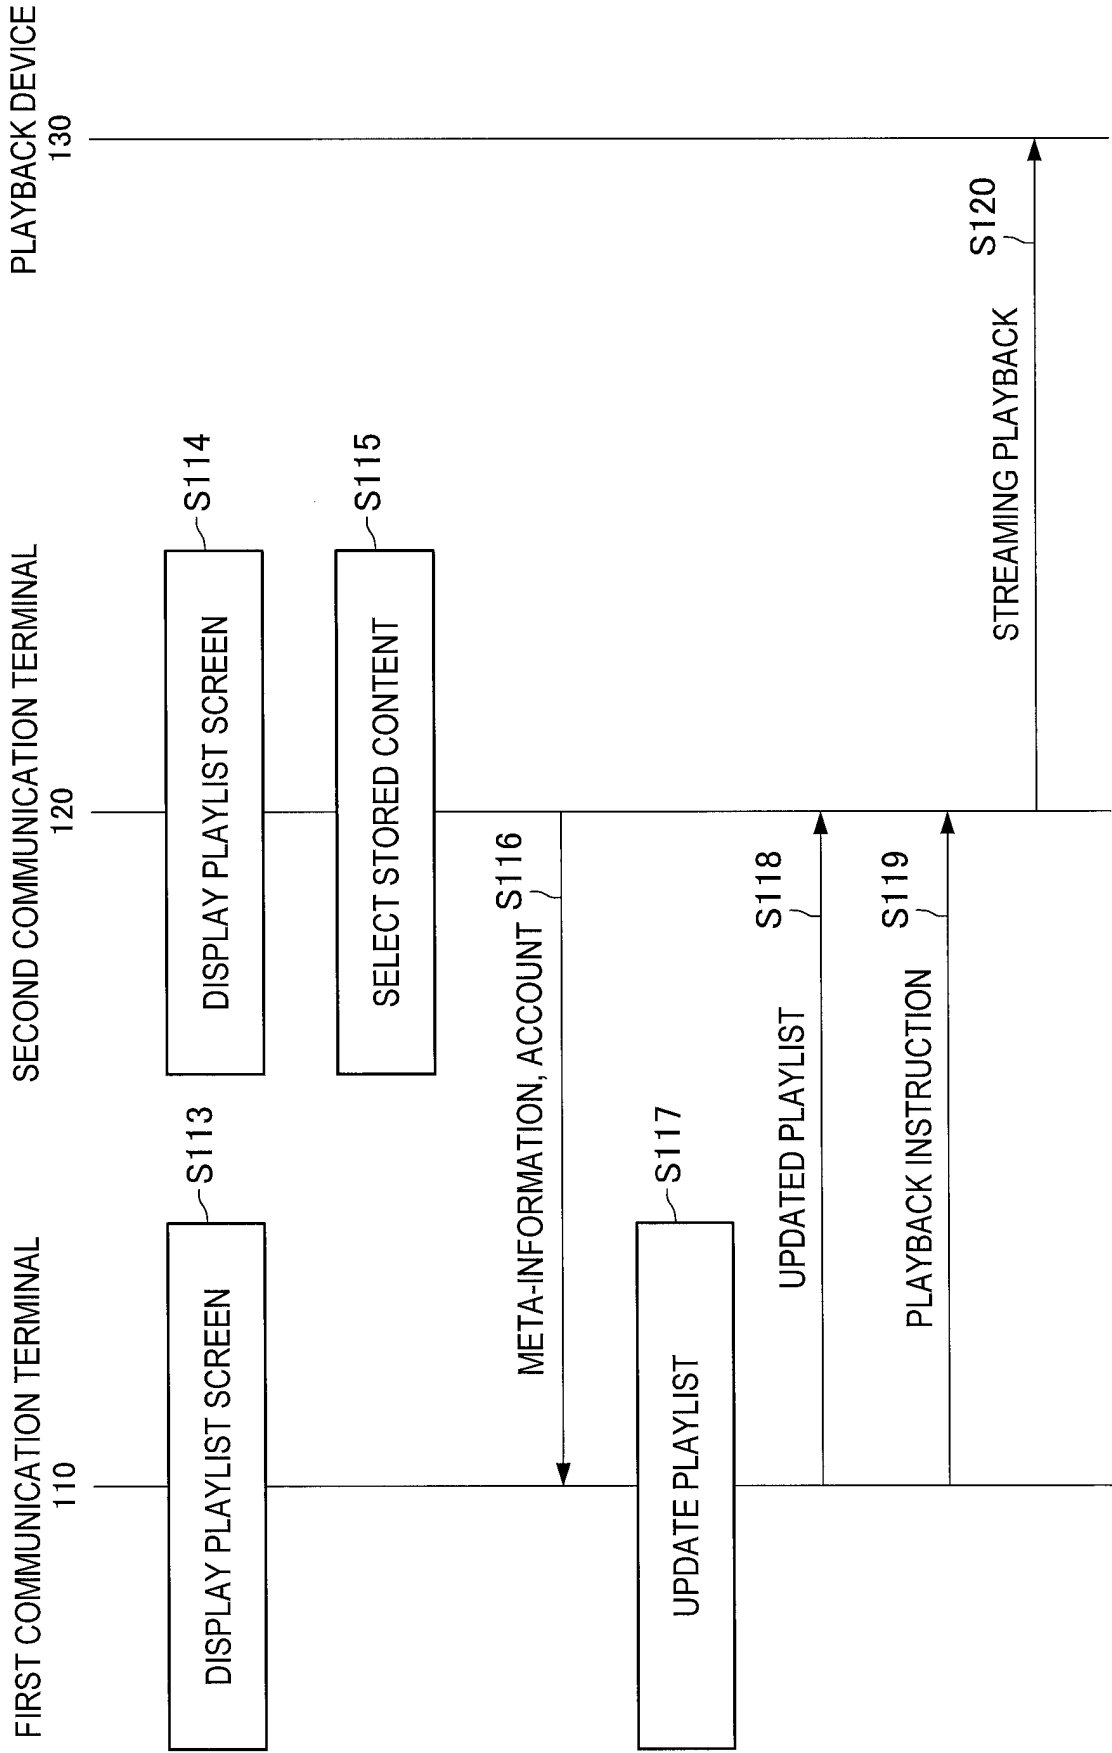 FIRST COMMUNICATION TERMINAL
110
SECOND COMMUNICATION TERMINAL
120
PLAYBACK DEVICE
130
DISPLAY PLAYLIST SCREEN
S113
DISPLAY PLAYLIST SCREEN
S114
SELECT STORED CONTENT
S115
META-INFORMATION, ACCOUNT
S116
UPDATE PLAYLIST
S117
UPDATED PLAYLIST
S118
PLAYBACK INSTRUCTION
S119
STREAMING PLAYBACK
S120